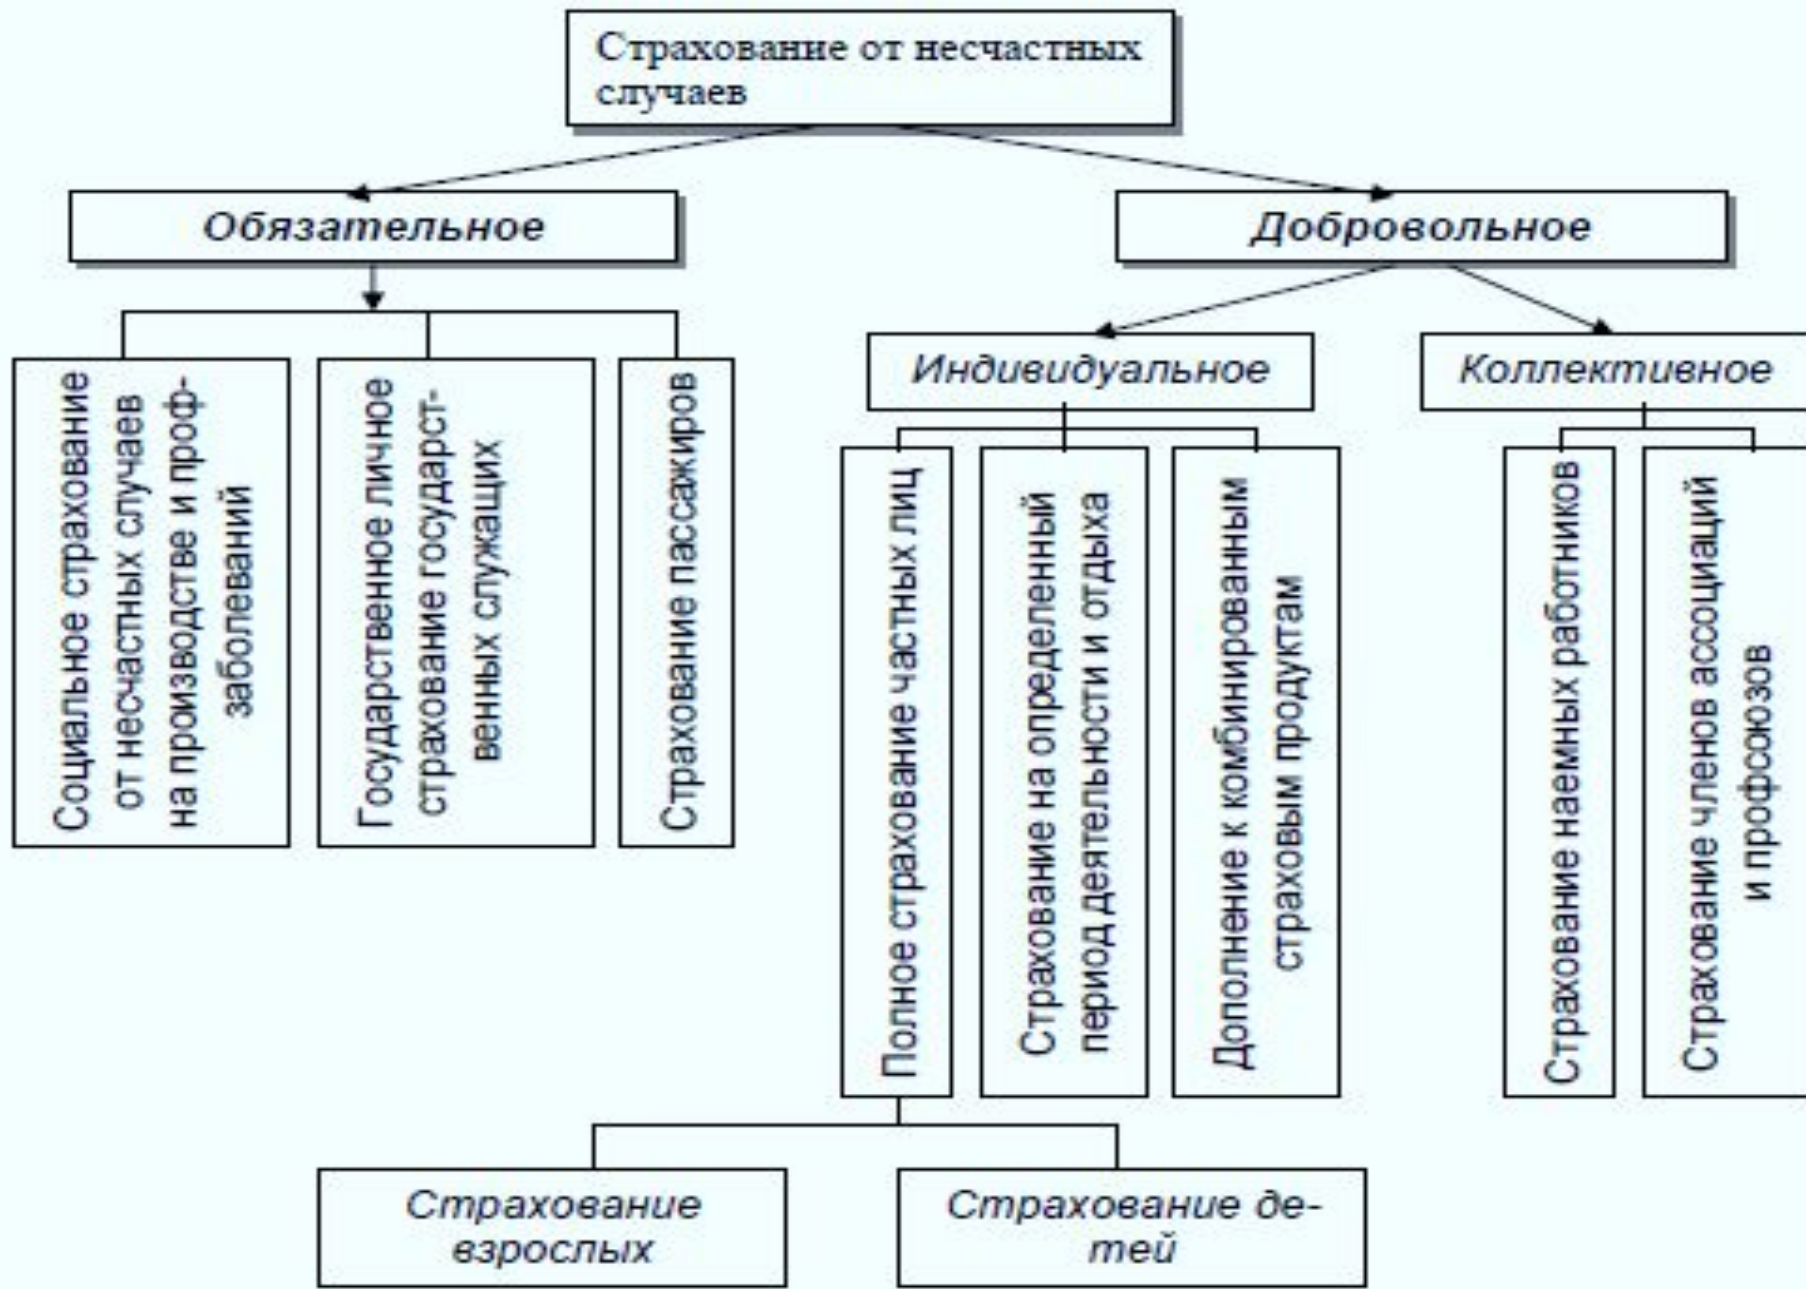 Страхование от несчастных
случаев
Обязательное
Добровольное
Социальное страхование
от несчастных случаев
на производстве и проф-
заболеваний
Государственное личное
страхование государст-
венных служащих
Страхование пассажиров
Индивидуальное
Коллективное
Полное страхование частных лиц
Страхование на определенный
период деятельности и отдыха
Дополнение к комбинированным
страховым продуктам
Страхование наемных работников
Страхование членов ассоциаций
и профсоюзов
Страхование
взрослых
Страхование де-
тей